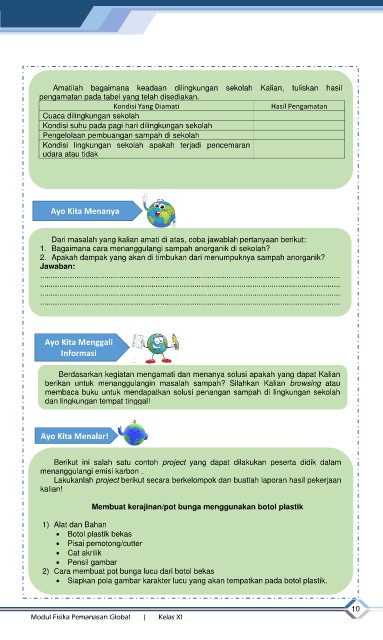 Amatilah bagaimana keadaan dilingkungan sekolah Kalian, tuliskan hasil
pengamatan pada tabel yang telah disediakan.
Kondisi Yang Diamati Hasil Pengamatan
Cuaca dilingkungan sekolah
Kondisi suhu pada pagi hari dilingkungan sekolah
Pengelolaan pembuangan sampah di sekolah
Kondisi lingkungan sekolah apakah terjadi pencemaran
udara atau tidak
Ayo Kita Menanya
Dari masalah yang kalian amati di atas, coba jawablah pertanyaan berikut:
1. Bagaimana cara menanggulangi sampah anorganik di sekolah?
2. Apakah dampak yang akan di timbukan dari menumpuknya sampah anorganik?
Jawaban:
Ayo Kita Menggali
Informasi
Berdasarkan kegiatan mengamati dan menanya solusi apakah yang dapat Kalian
berikan untuk menanggulangin masalah sampah? Silahkan Kalian browsing atau
membaca buku untuk mendapatkan solusi penangan sampah di lingkungan sekolah
dan lingkungan tempat tinggal!
Ayo Kita Menalar!
Berikut ini salah satu contoh project yang dapat dilakukan peserta didik dalam
menanggulangi emisi karbon .
Lakukanlah project berikut secara berkelompok dan buatlah laporan hasil pekerjaan
kalian!
Membuat kerajinan/pot bunga menggunakan botol plastik
1) Alat dan Bahan
• Botol plastik bekas
• Pisai pemotong/cutter
• Cat akrilik
• Pensil gambar
2) Cara membuat pot bunga lucu dari botol bekas
• Siapkan pola gambar karakter lucu yang akan tempatkan pada botol plastik.
10
Modul Fisika Pemanasan Global | Kelas XI